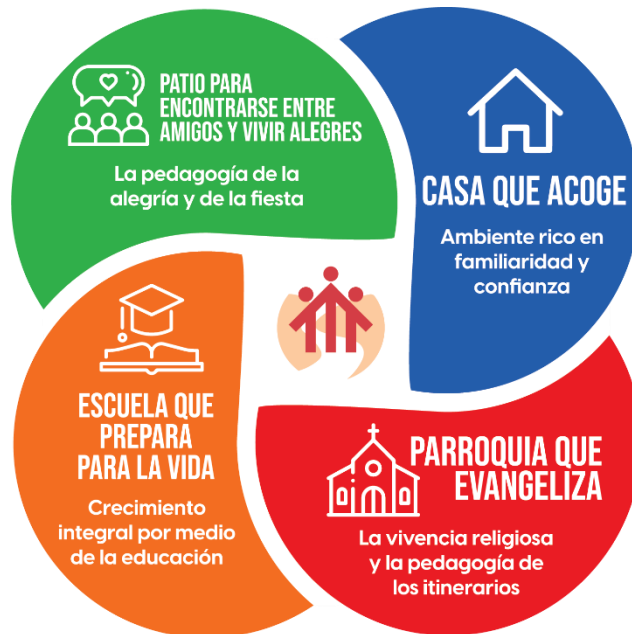 PATIO PARA
ENCONTRARSE ENTRE
AMIGOS Y VIVIR ALEGRES
La pedagogía de la
alegría y de la fiesta
CASA QUE ACOGE
Ambiente rico en
familiaridad y
confianza
ESCUELA QUE
PREPARA
PARA LA VIDA
Crecimiento
integral por medio
de la educación
PARROQUIA QUE
EVANGELIZA
La vivencia religiosa
y la pedagogía de
los itinerarios